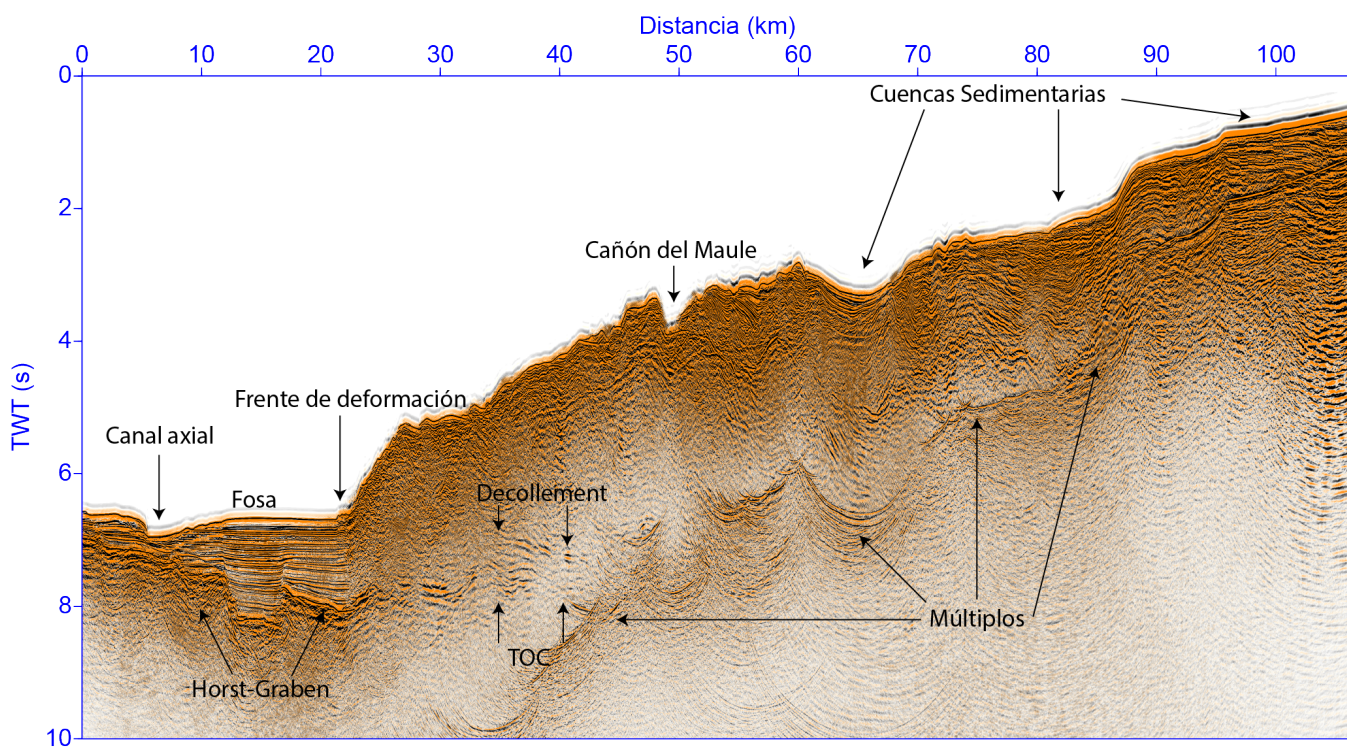 Distancia (km)
0 10 20 30 40 50 60 70 80 90 100
0
Cuencas Sedimentarias
2
Cañón del Maule
4
TWT (s)
Frente de deformación
Canal axial
6
Fosa
Decollement
8
Múltiplos
TOC
Horst-Graben
10